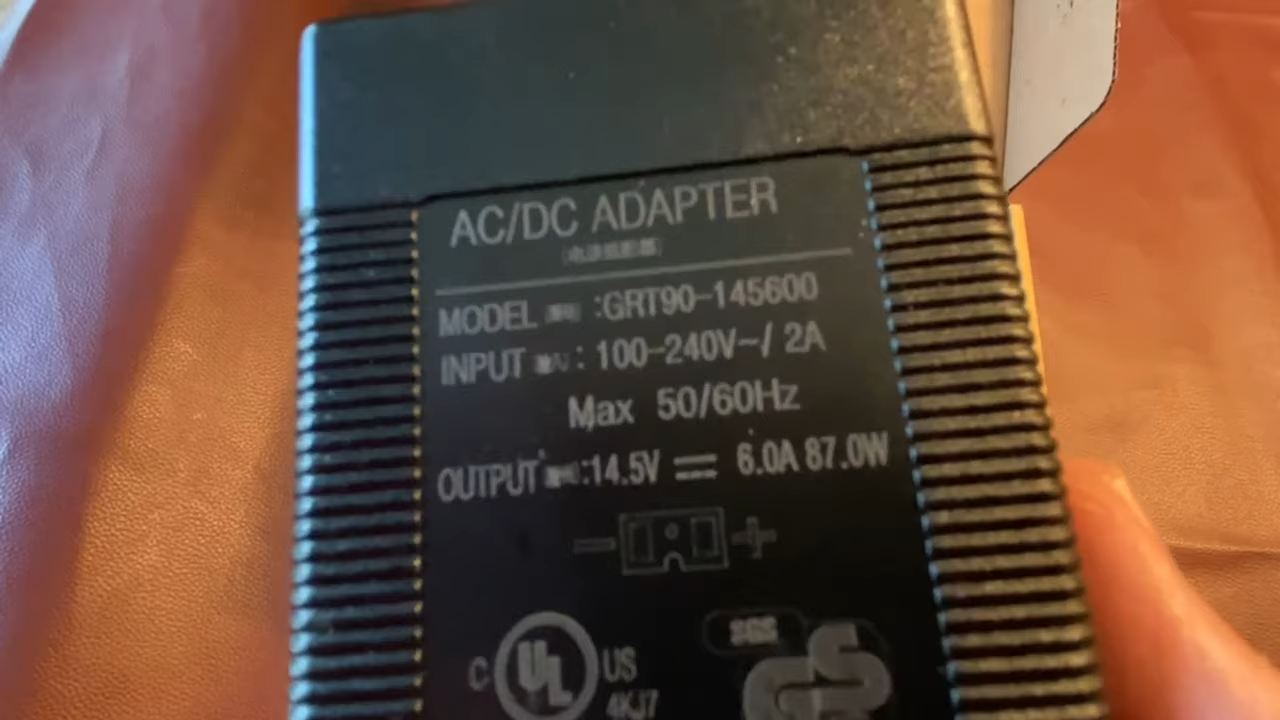 AC/DC ADAPTER
MODEL :GRT90-145600
INPUT : 100-240V~/ 2A
Max 50/60Hz
OUTPUT :14.5V ⎓ 6.0A 87.0W
− +
C UL US
4KJ7
SGS
GS